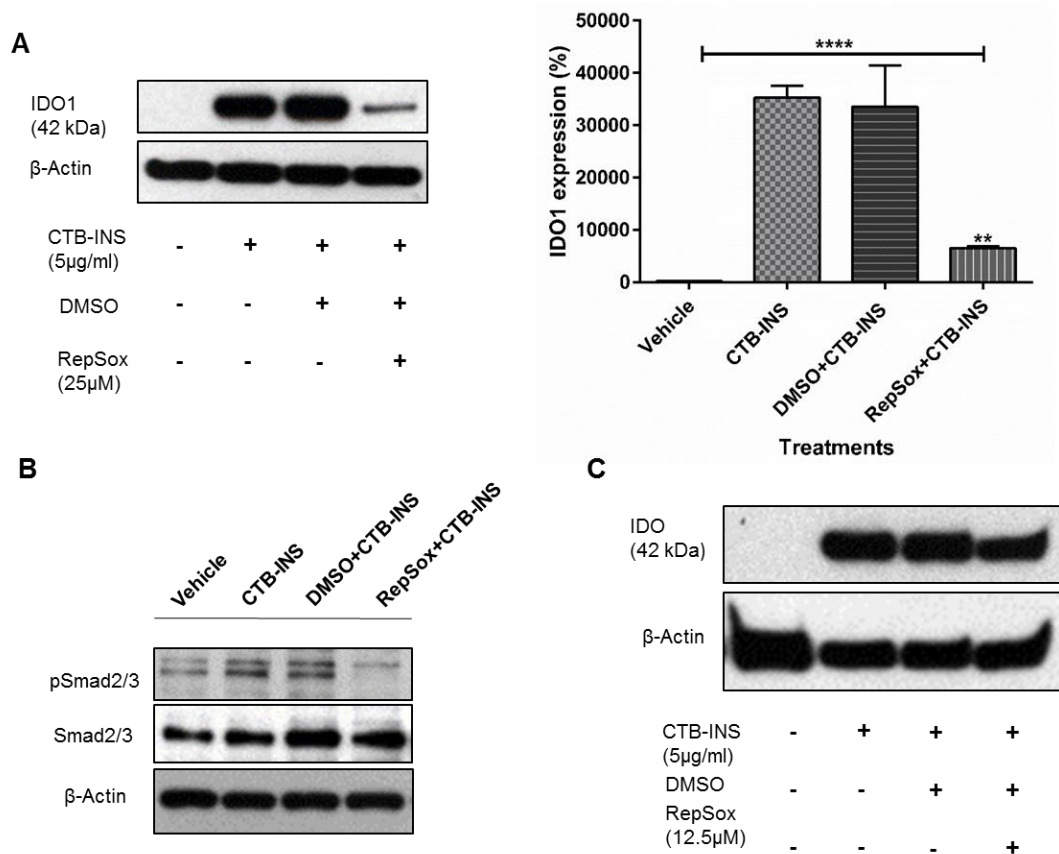 A
IDO1
(42 kDa)
β-Actin
CTB-INS - + + +
(5µg/ml)
DMSO - - + +
RepSox - - - +
(25µM)
50000
40000
30000
20000
10000
0
IDO1 expression (%)
****
**
Vehicle
CTB-INS
DMSO+CTB-INS
RepSox+CTB-INS
Treatments
B
Vehicle
CTB-INS
DMSO+CTB-INS
RepSox+CTB-INS
pSmad2/3
Smad2/3
β-Actin
C
IDO
(42 kDa)
β-Actin
CTB-INS - + + +
(5µg/ml)
DMSO - - + +
RepSox
(12.5µM) - - - +